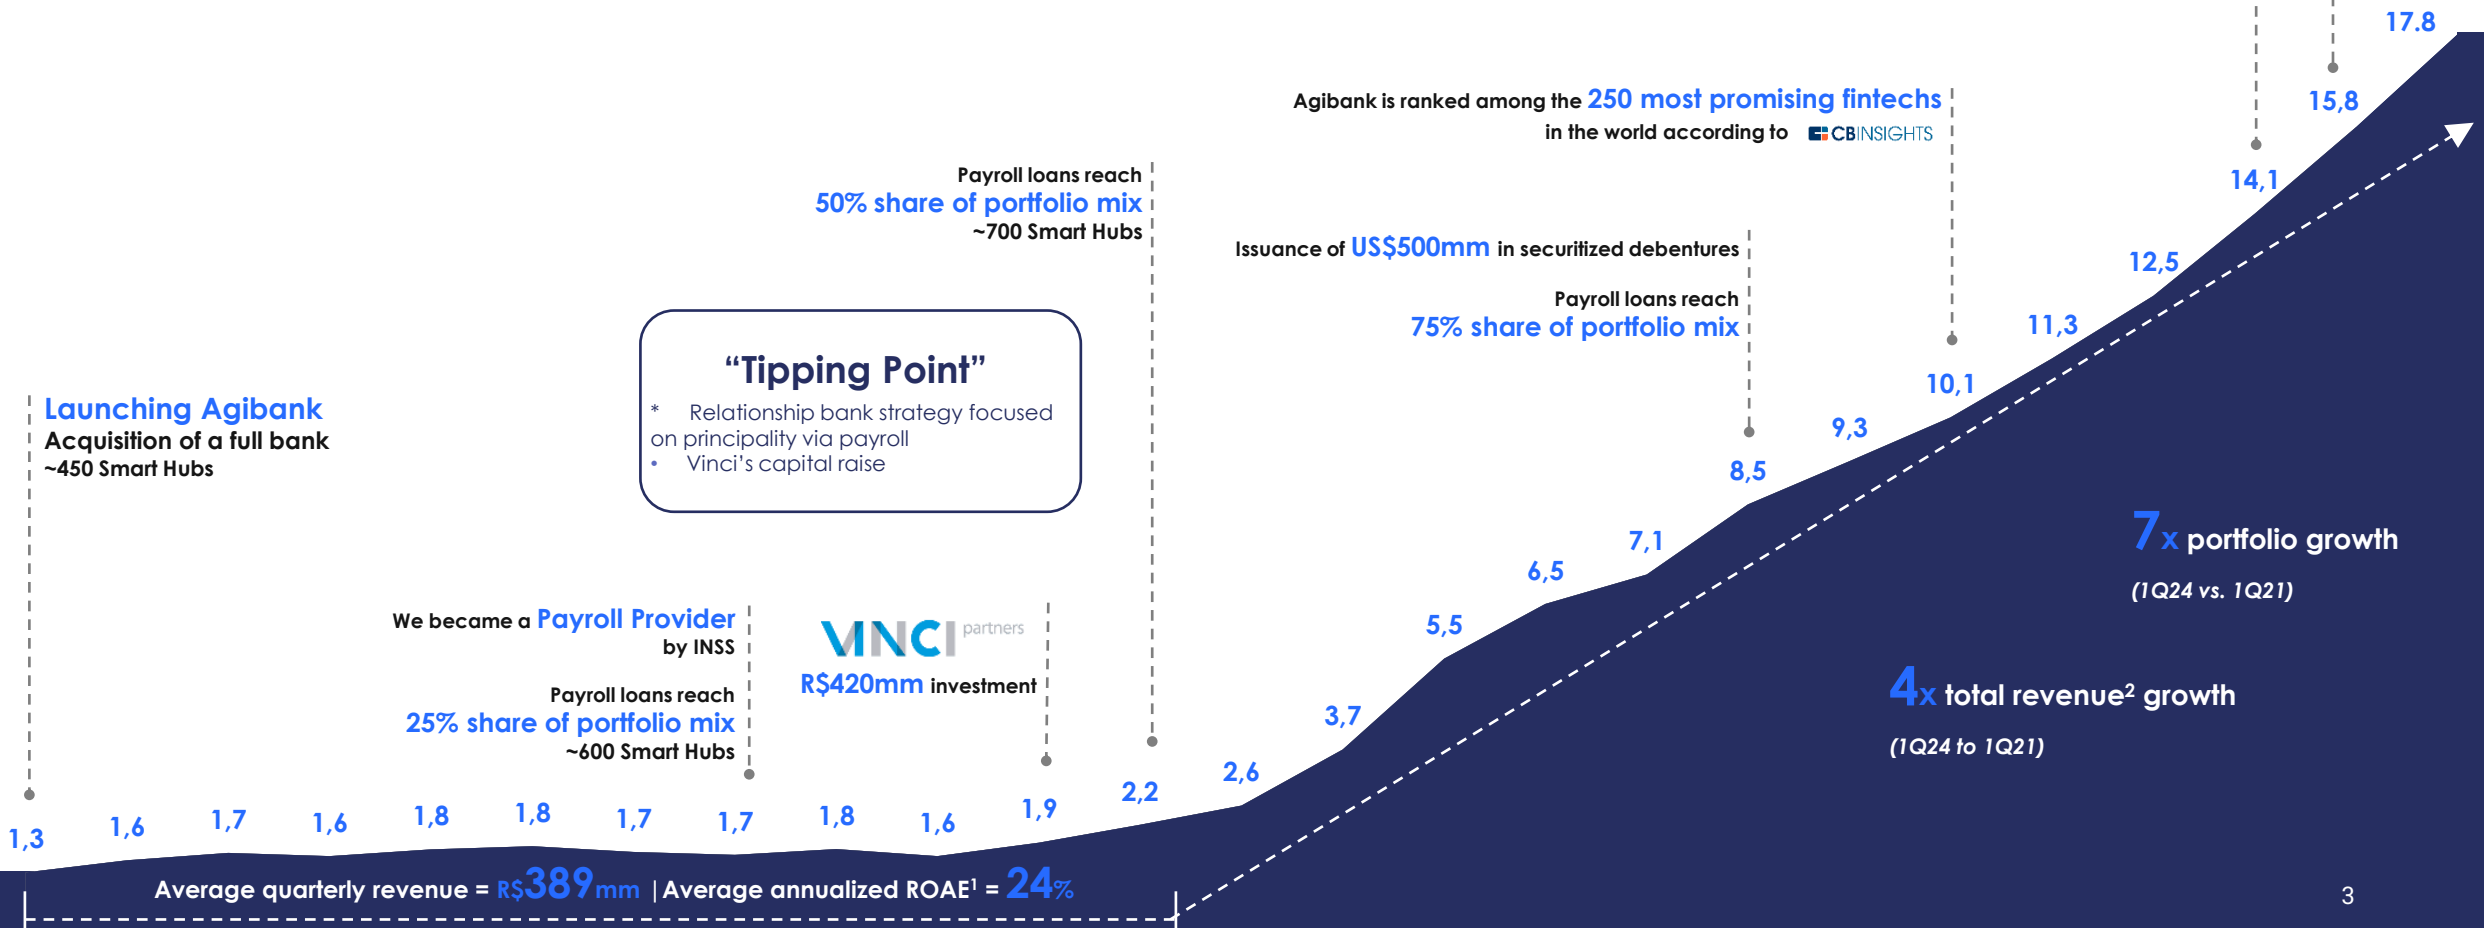 17.8
15,8
14,1
12,5
11,3
10,1
9,3
8,5
7,1
6,5
5,5
3,7
2,6
2,2
1,9
1,6
1,8
1,7
1,7
1,8
1,8
1,6
1,7
1,6
1,3
Agibank is ranked among the 250 most promising fintechs
in the world according to CBINSIGHTS
Payroll loans reach
50% share of portfolio mix
~700 Smart Hubs
Issuance of US$500mm in securitized debentures
Payroll loans reach
75% share of portfolio mix
“Tipping Point”
* Relationship bank strategy focused
on principality via payroll
• Vinci’s capital raise
Launching Agibank
Acquisition of a full bank
~450 Smart Hubs
We became a Payroll Provider
by INSS
Payroll loans reach
25% share of portfolio mix
~600 Smart Hubs
VINCI partners
R$420mm investment
7x portfolio growth
(1Q24 vs. 1Q21)
4x total revenue² growth
(1Q24 to 1Q21)
Average quarterly revenue = R$389mm | Average annualized ROAE¹ = 24%
3